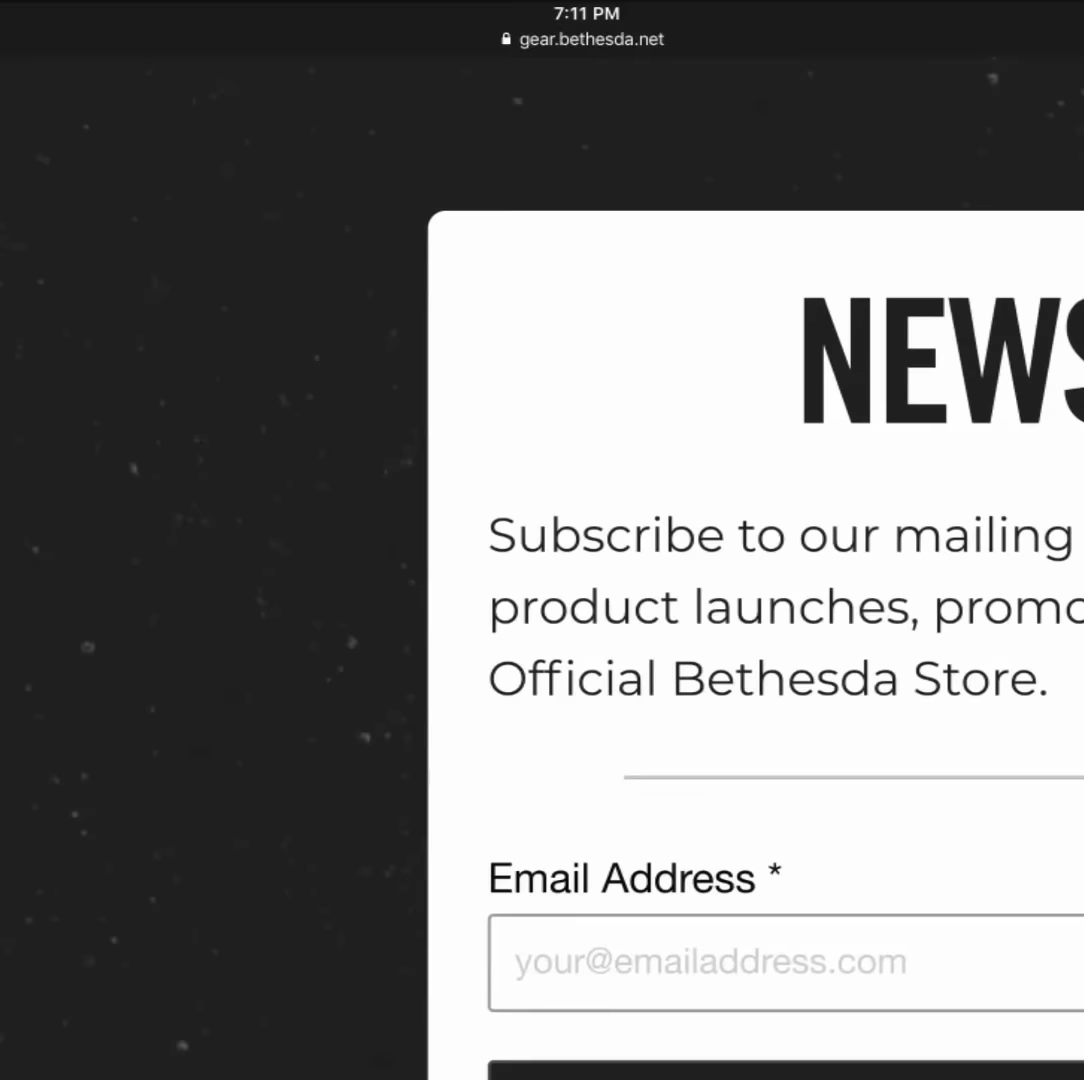 7:11 PM
gear.bethesda.net
NEWS
Subscribe to our mailing
product launches, promo
Official Bethesda Store.
Email Address *
your@emailaddress.com